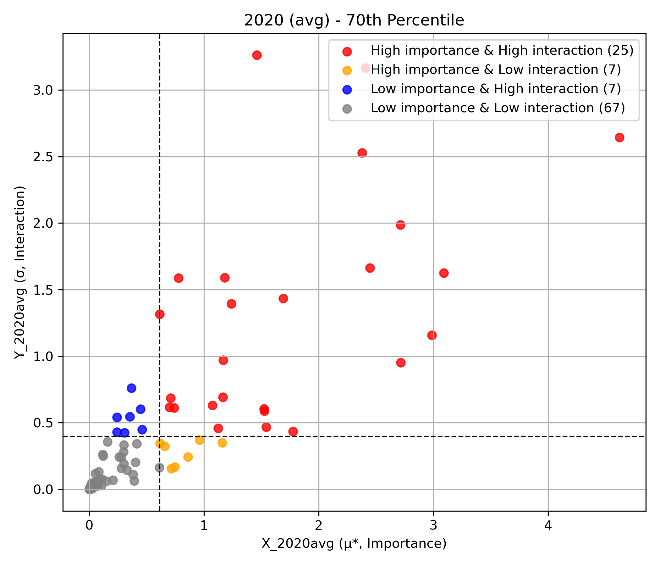 2020 (avg) - 70th Percentile
High importance & High interaction (25)
High importance & Low interaction (7)
Low importance & High interaction (7)
Low importance & Low interaction (67)
Y_2020avg (σ, Interaction)
3.0
2.5
2.0
1.5
1.0
0.5
0.0
0 1 2 3 4
X_2020avg (μ*, Importance)